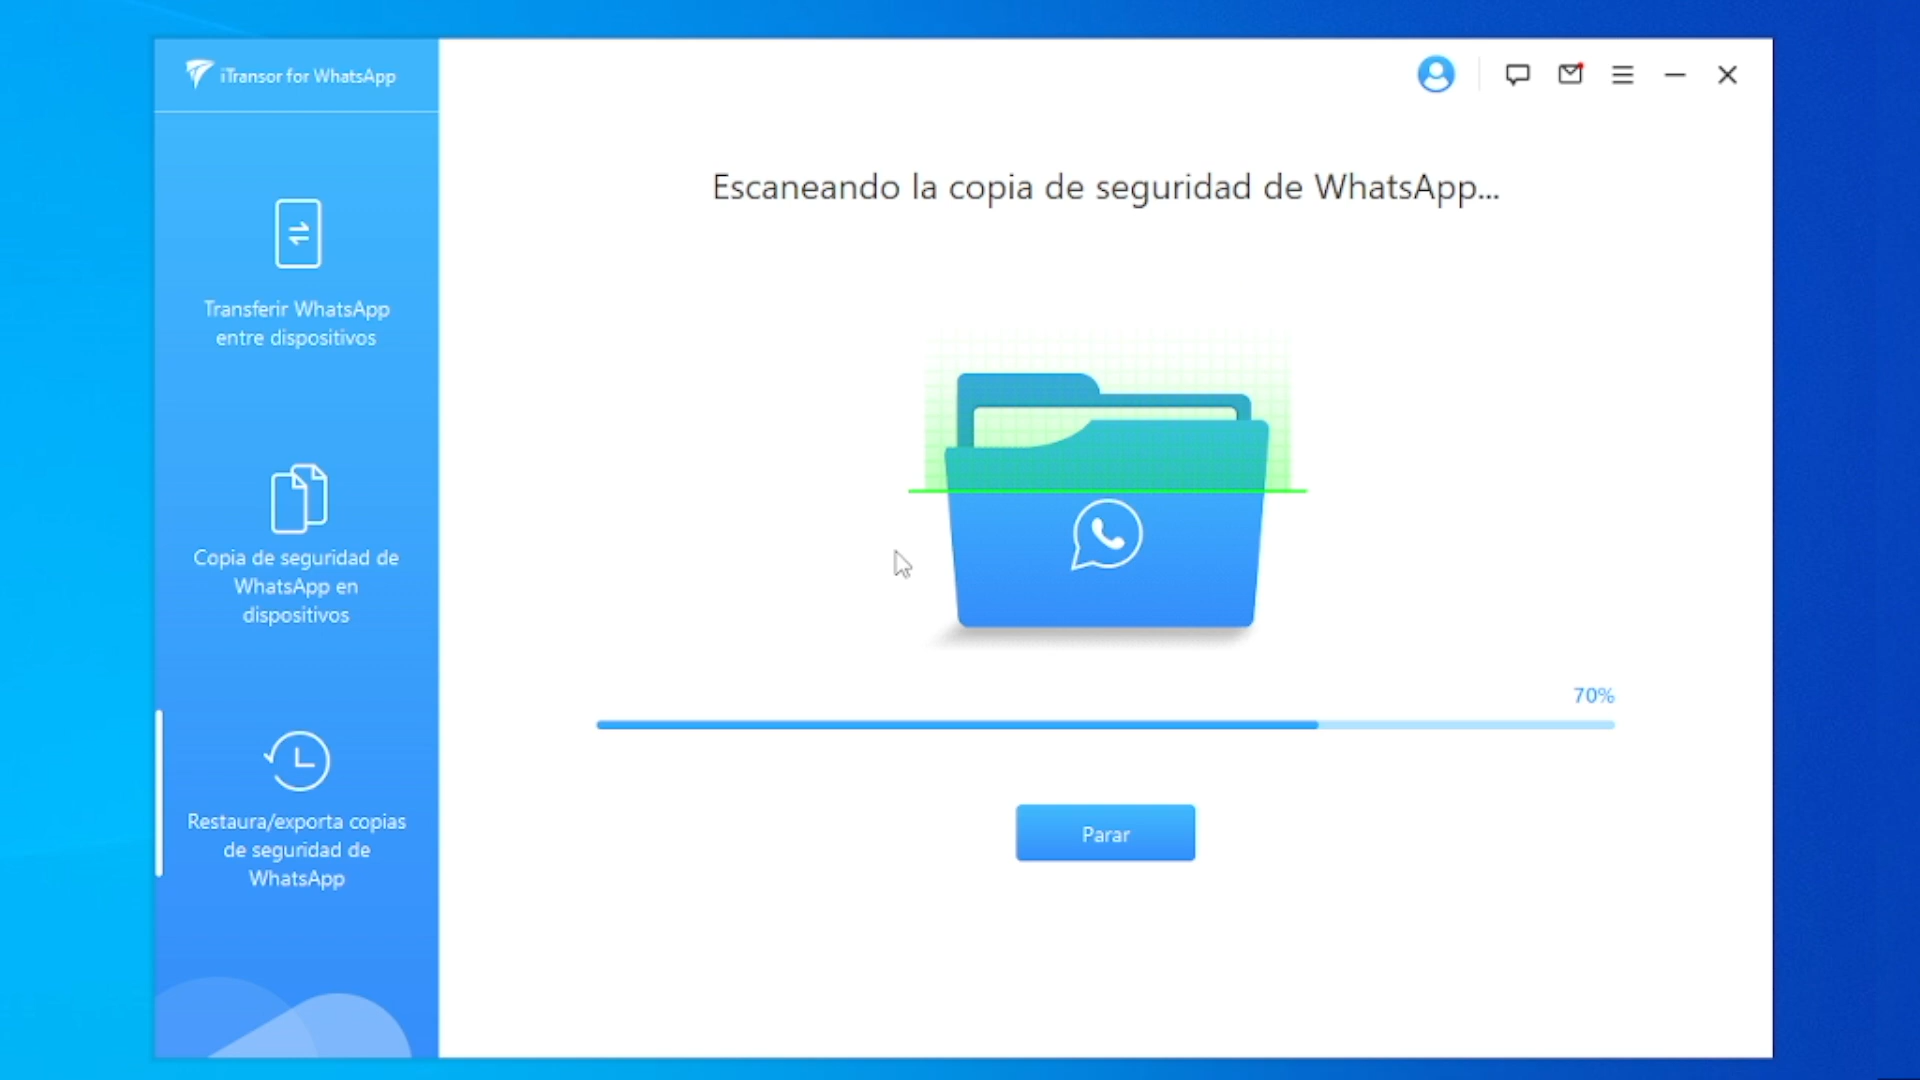 iTransor for WhatsApp
Transferir WhatsApp
entre dispositivos
Copia de seguridad de
WhatsApp en
dispositivos
Restaura/exporta copias
de seguridad de
WhatsApp
Escaneando la copia de seguridad de WhatsApp...
70%
Parar